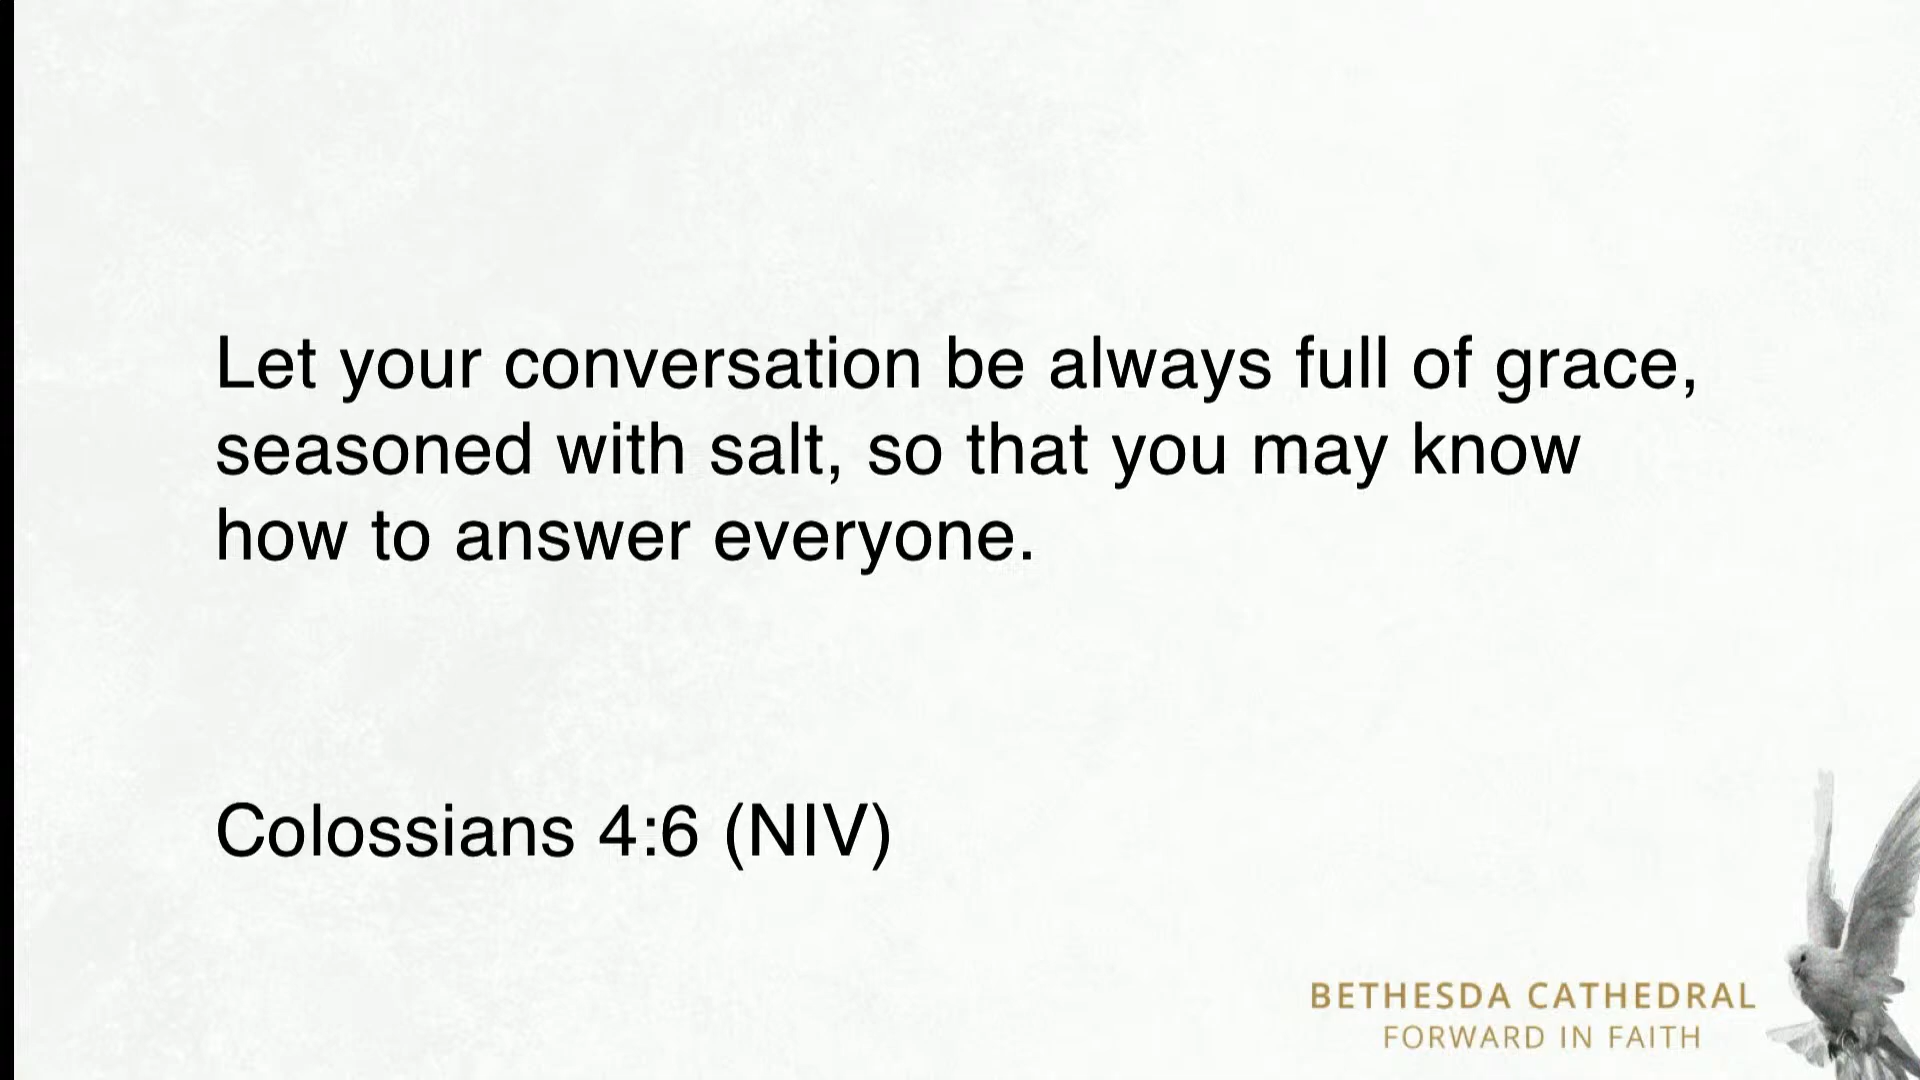 Let your conversation be always full of grace,
seasoned with salt, so that you may know
how to answer everyone.
Colossians 4:6 (NIV)
BETHESDA CATHEDRAL
FORWARD IN FAITH